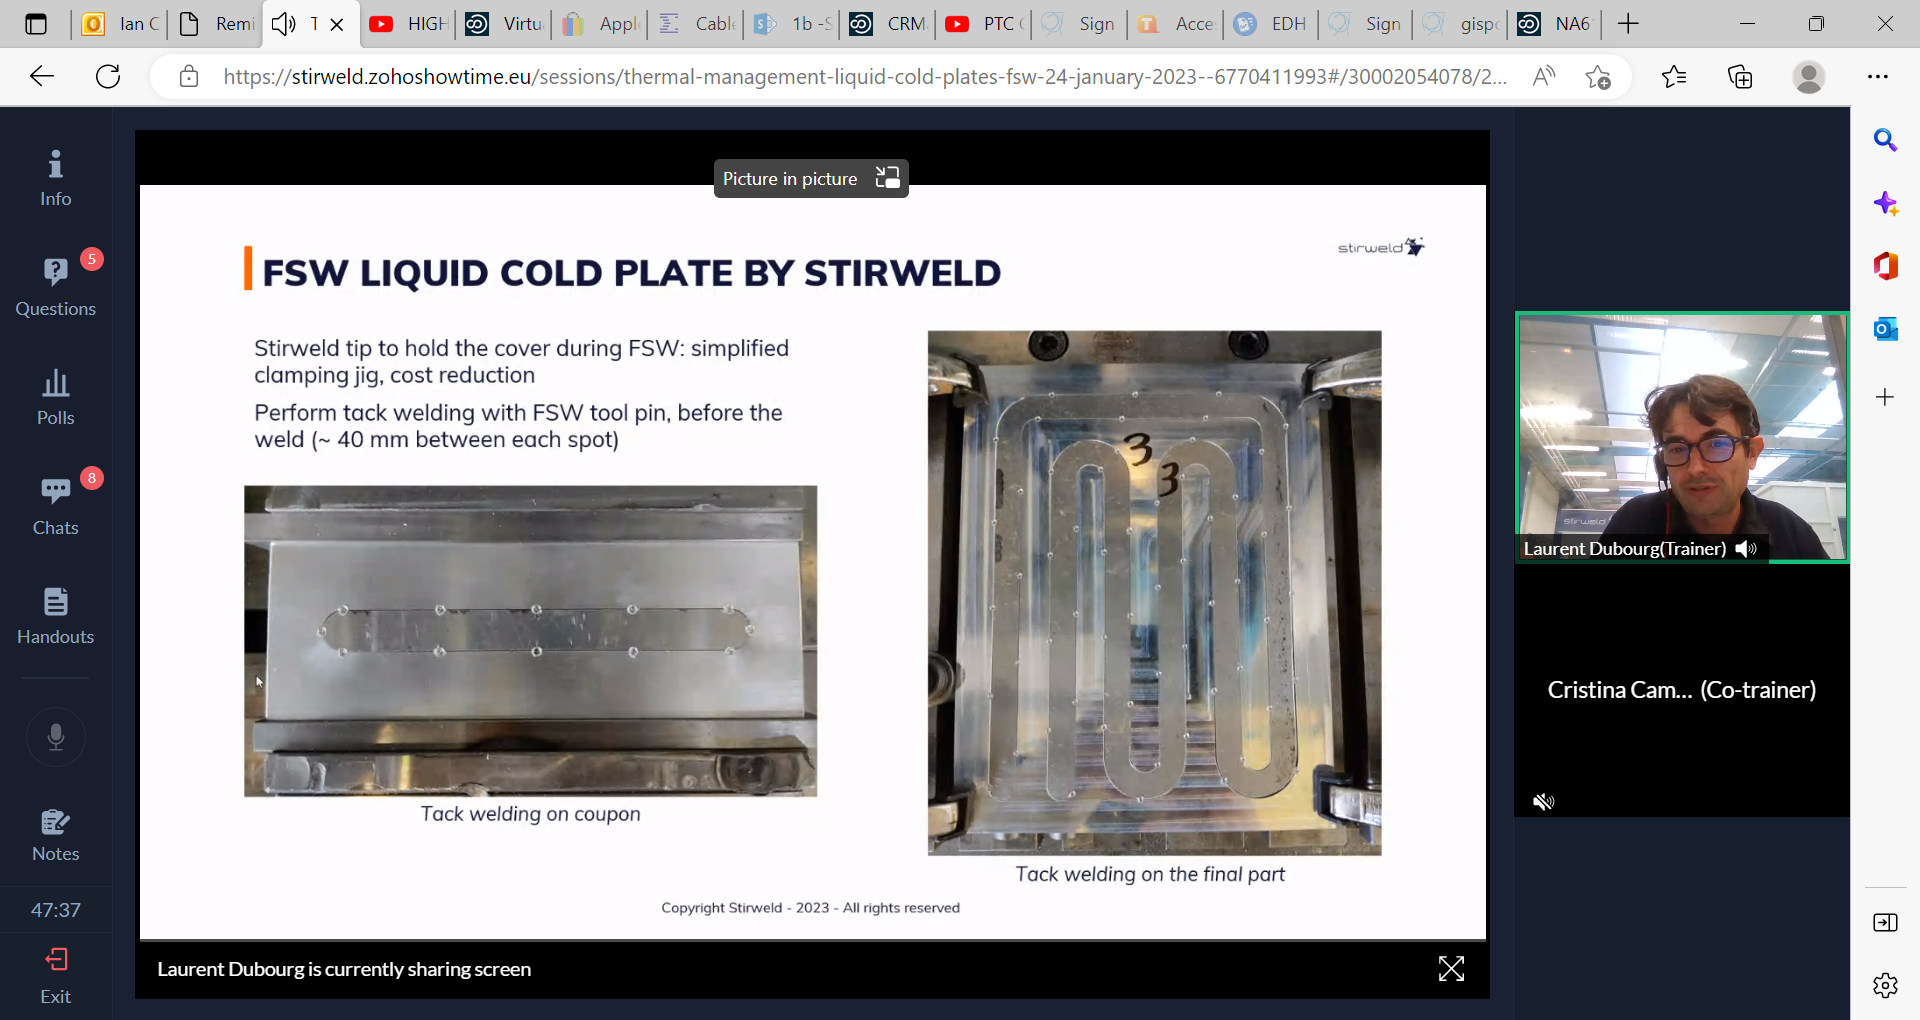 Ian C
Remi
T
HIGH
Virtu
Appl
Cable
1b -S
CRM
PTC
Sign
Acce
EDH
Sign
gisp
NA6
https://stirweld.zohoshowtime.eu/sessions/thermal-management-liquid-cold-plates-fsw-24-january-2023--6770411993#/30002054078/2...
Info
5
Questions
Polls
8
Chats
Handouts
Notes
47:37
Exit
Picture in picture
FSW LIQUID COLD PLATE BY STIRWELD
stirweld
Stirweld tip to hold the cover during FSW: simplified
clamping jig, cost reduction
Perform tack welding with FSW tool pin, before the
weld (~ 40 mm between each spot)
3
3
Tack welding on coupon
Tack welding on the final part
Copyright Stirweld - 2023 - All rights reserved
Laurent Dubourg is currently sharing screen
stirweld
Laurent Dubourg(Trainer)
Cristina Cam... (Co-trainer)